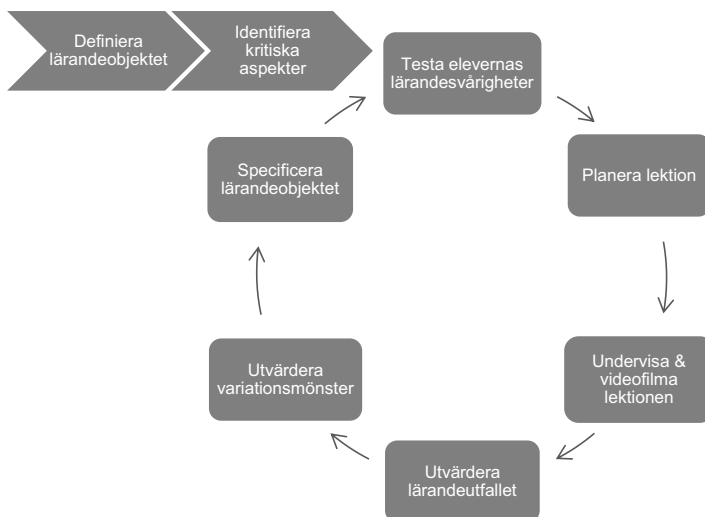 Definiera
lärandeobjektet
Identifiera
kritiska
aspekter
Testa elevernas
lärandesvårigheter
Planera lektion
Undervisa &
videofilma
lektionen
Utvärdera
lärandeutfallet
Utvärdera
variationsmönster
Specificera
lärandeobjektet